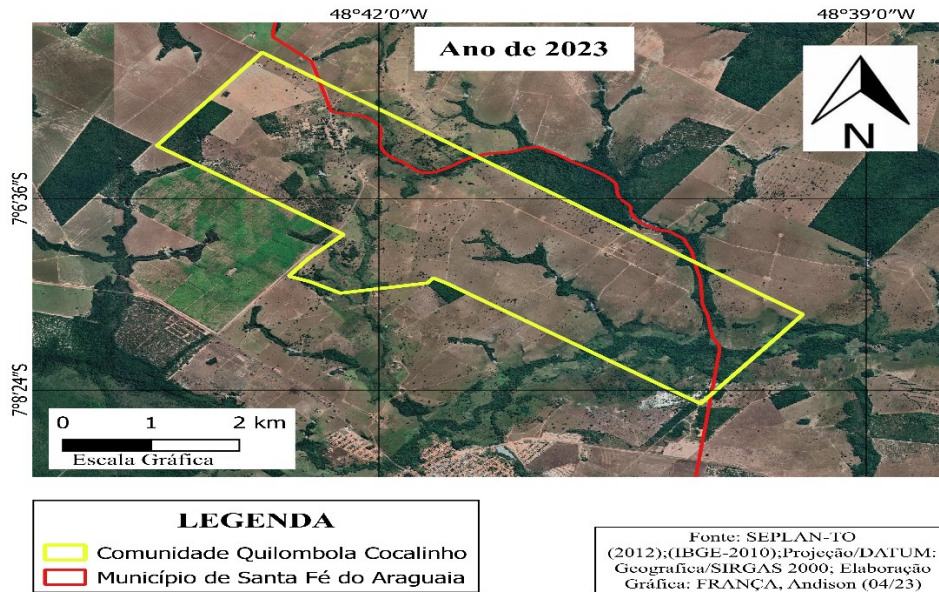 48°42'0"W
48°39'0"W
Ano de 2023
N
7°6'36"S
7°8'24"S
0 1 2 km
Escala Gráfica
LEGENDA
Comunidade Quilombola Cocalinho
Município de Santa Fé do Araguaia
Fonte: SEPLAN-TO
(2012);(IBGE-2010);Projeção/DATUM:
Geografica/SIRGAS 2000; Elaboração
Gráfica: FRANÇA, Andison (04/23)